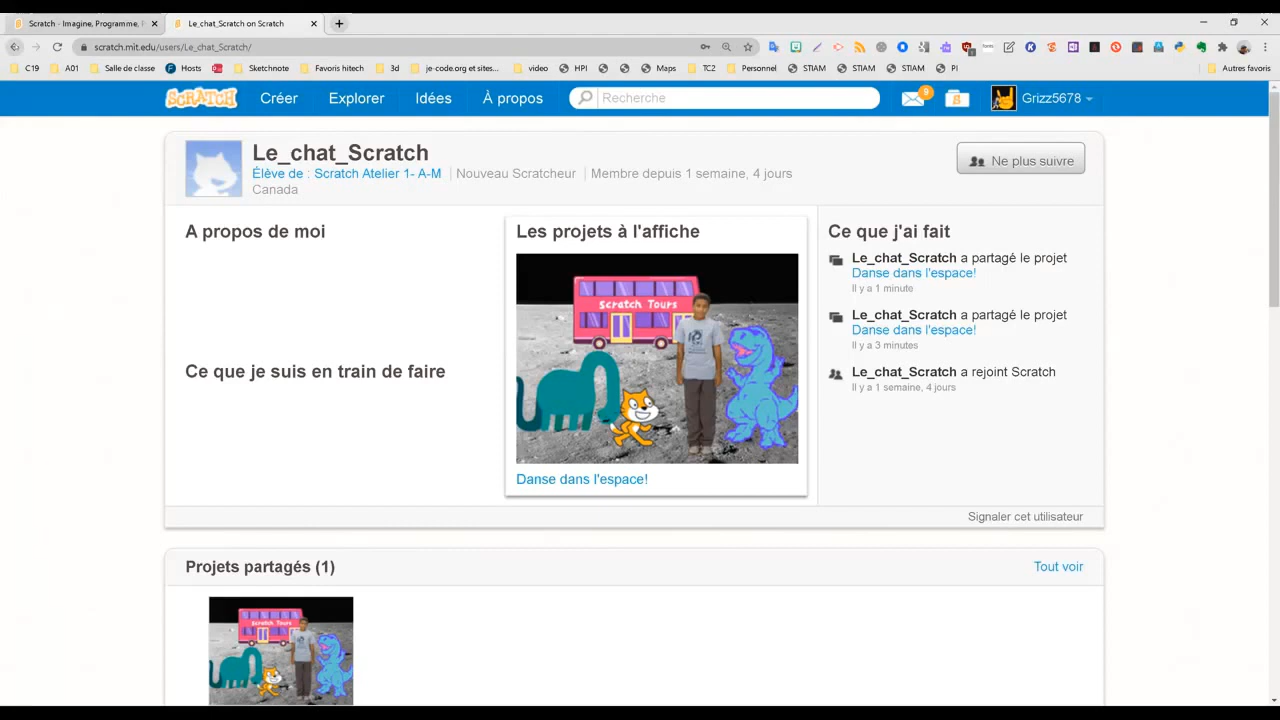 Scratch - Imagine, Programme, P
Le_chat_Scratch on Scratch
scratch.mit.edu/users/Le_chat_Scratch/
C19
A01
Salle de classe
Hosts
Sketchnote
Favoris hitech
3d
je-code.org et sites...
video
HPI
Maps
TC2
Personnel
STIAM
STIAM
STIAM
PI
Autres favoris
SCRATCH
Créer
Explorer
Idées
À propos
Recherche
9
Grizz5678
Le_chat_Scratch
Élève de : Scratch Atelier 1- A-M
Nouveau Scratcheur
Membre depuis 1 semaine, 4 jours
Canada
Ne plus suivre
A propos de moi
Ce que je suis en train de faire
Les projets à l'affiche
Scratch Tours
Danse dans l'espace!
Ce que j'ai fait
Le_chat_Scratch a partagé le projet
Danse dans l'espace!
Il y a 1 minute
Le_chat_Scratch a partagé le projet
Danse dans l'espace!
Il y a 3 minutes
Le_chat_Scratch a rejoint Scratch
Il y a 1 semaine, 4 jours
Signaler cet utilisateur
Projets partagés (1)
Tout voir
Scratch Tours